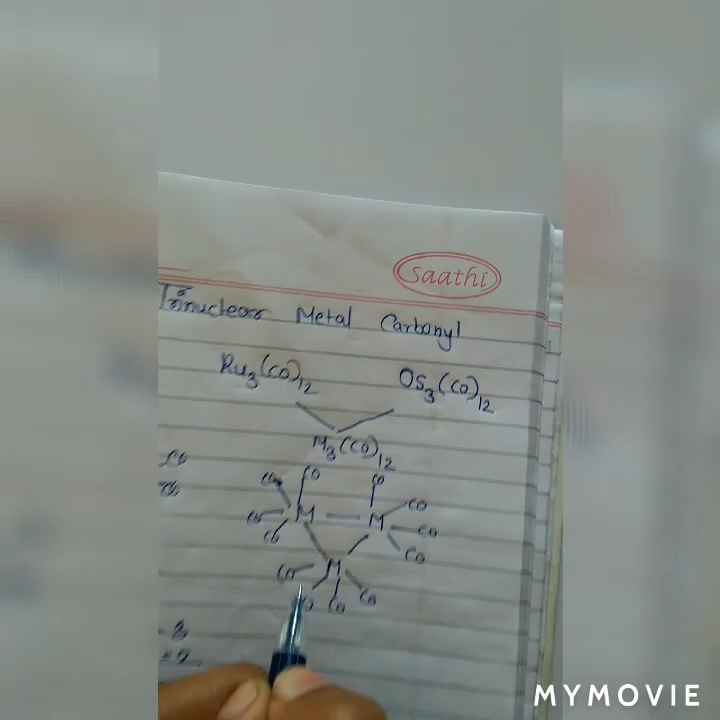 Saathi
Trinuclear Metal Carbonyl
Ru3(CO)12 Os3(CO)12
M3(CO)12
CO CO CO
CO
CO M — M CO
CO CO
M
CO
CO CO CO
MYMOVIE